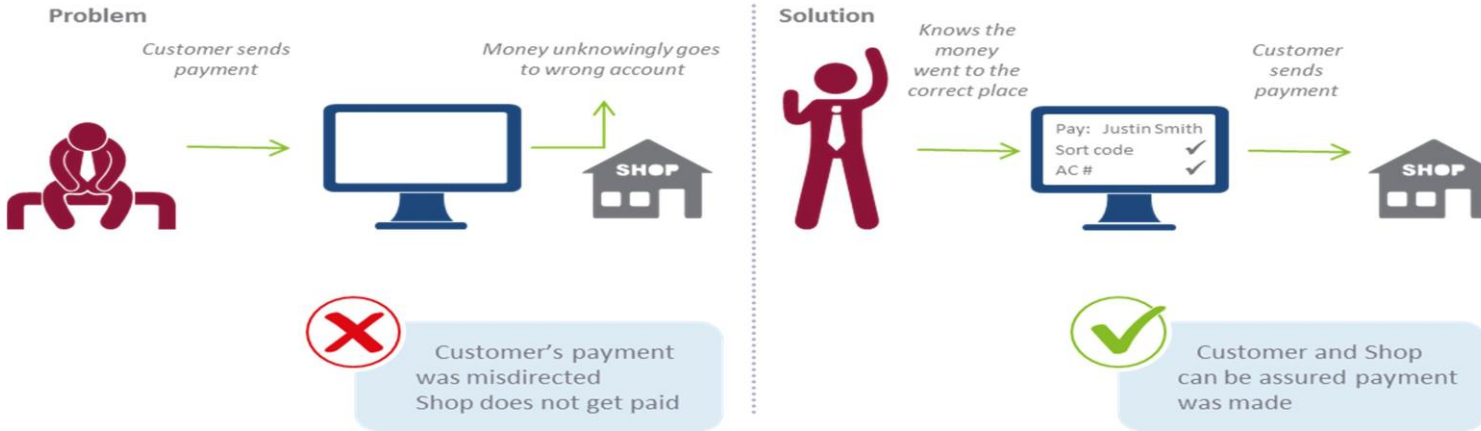 Problem
Customer sends
payment
Money unknowingly goes
to wrong account
SHOP
Customer's payment
was misdirected
Shop does not get paid
Solution
Knows the
money
went to the
correct place
Pay: Justin Smith
Sort code ✓
AC # ✓
Customer
sends
payment
SHOP
Customer and Shop
can be assured payment
was made